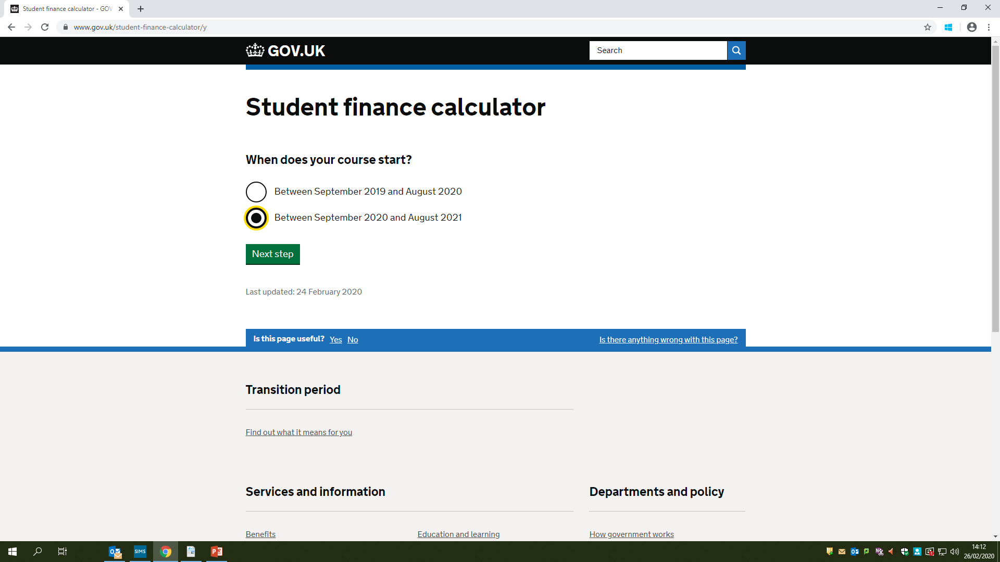 Student finance calculator - GOV
www.gov.uk/student-finance-calculator/y
GOV.UK
Search
Student finance calculator
When does your course start?
Between September 2019 and August 2020
Between September 2020 and August 2021
Next step
Last updated: 24 February 2020
Is this page useful? Yes No
Is there anything wrong with this page?
Transition period
Find out what it means for you
Services and information
Departments and policy
Benefits
Education and learning
How government works
SIMS
14:12
26/02/2020